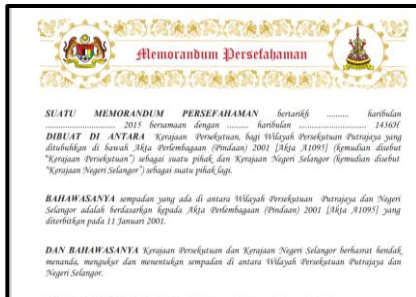 Memorandum Persefahaman
SUATU MEMORANDUM PERSEFAHAMAN bertarikh .......... haribulan
.............................. 2015 bersamaan dengan .......... haribulan .............................. 1436H
DIBUAT DI ANTARA Kerajaan Persekutuan, bagi Wilayah Persekutuan Putrajaya yang
ditubuhkan di bawah Akta Perlembagaan (Pindaan) 2001 [Akta A1095] (kemudian disebut
“Kerajaan Persekutuan”) sebagai suatu pihak dan Kerajaan Negeri Selangor (kemudian disebut
“Kerajaan Negeri Selangor”) sebagai suatu pihak lagi.
BAHAWASANYA sempadan yang ada di antara Wilayah Persekutuan Putrajaya dan Negeri
Selangor adalah berdasarkan kepada Akta Perlembagaan (Pindaan) 2001 [Akta A1095] yang
diterbitkan pada 11 Januari 2001.
DAN BAHAWASANYA Kerajaan Persekutuan dan Kerajaan Negeri Selangor berhasrat hendak
menanda, mengukur dan menentukan sempadan di antara Wilayah Persekutuan Putrajaya dan
Negeri Selangor.